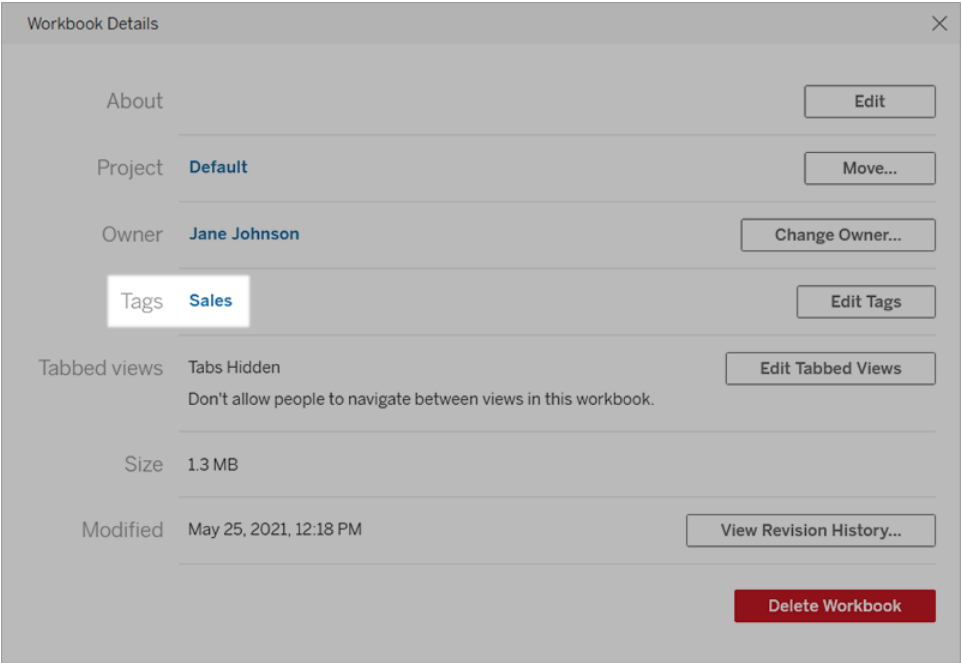 Workbook Details
About Edit
Project Default Move...
Owner Jane Johnson Change Owner...
Tags Sales Edit Tags
Tabbed views Tabs Hidden Edit Tabbed Views
Don't allow people to navigate between views in this workbook.
Size 1.3 MB
Modified May 25, 2021, 12:18 PM View Revision History...
Delete Workbook